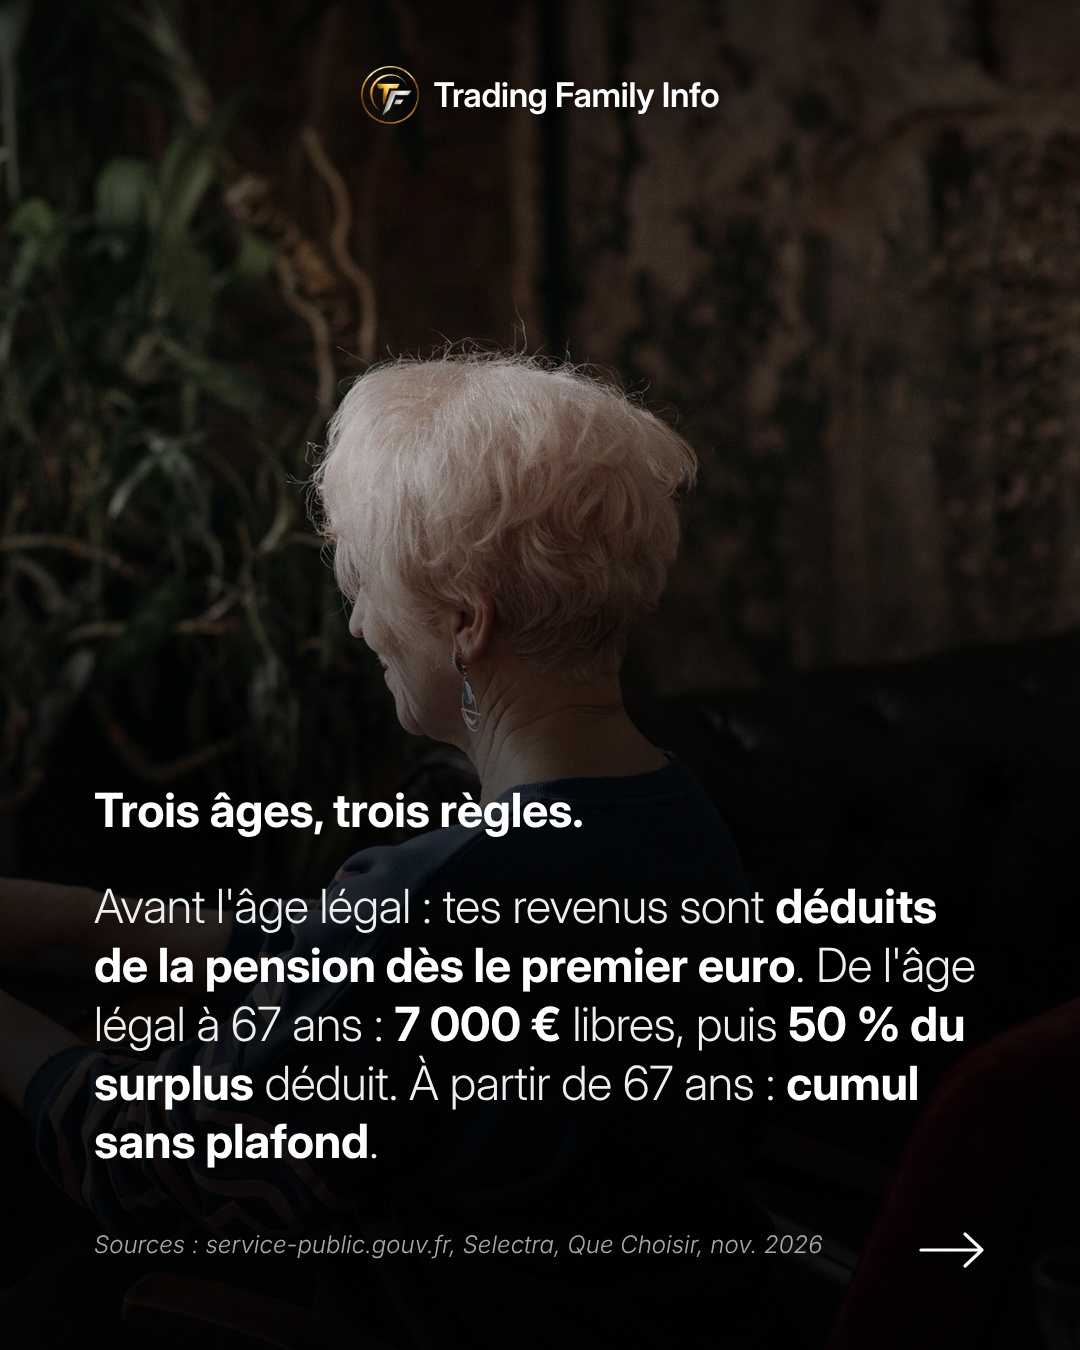 TF Trading Family Info
Trois âges, trois règles.
Avant l'âge légal : tes revenus sont déduits
de la pension dès le premier euro. De l'âge
légal à 67 ans : 7 000 € libres, puis 50 % du
surplus déduit. À partir de 67 ans : cumul
sans plafond.
Sources : service-public.gouv.fr, Selectra, Que Choisir, nov. 2026